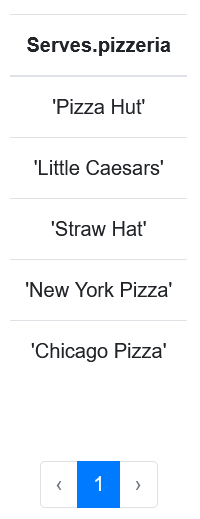 Serves.pizzeria
'Pizza Hut'
'Little Caesars'
'Straw Hat'
'New York Pizza'
'Chicago Pizza'
‹ 1 ›